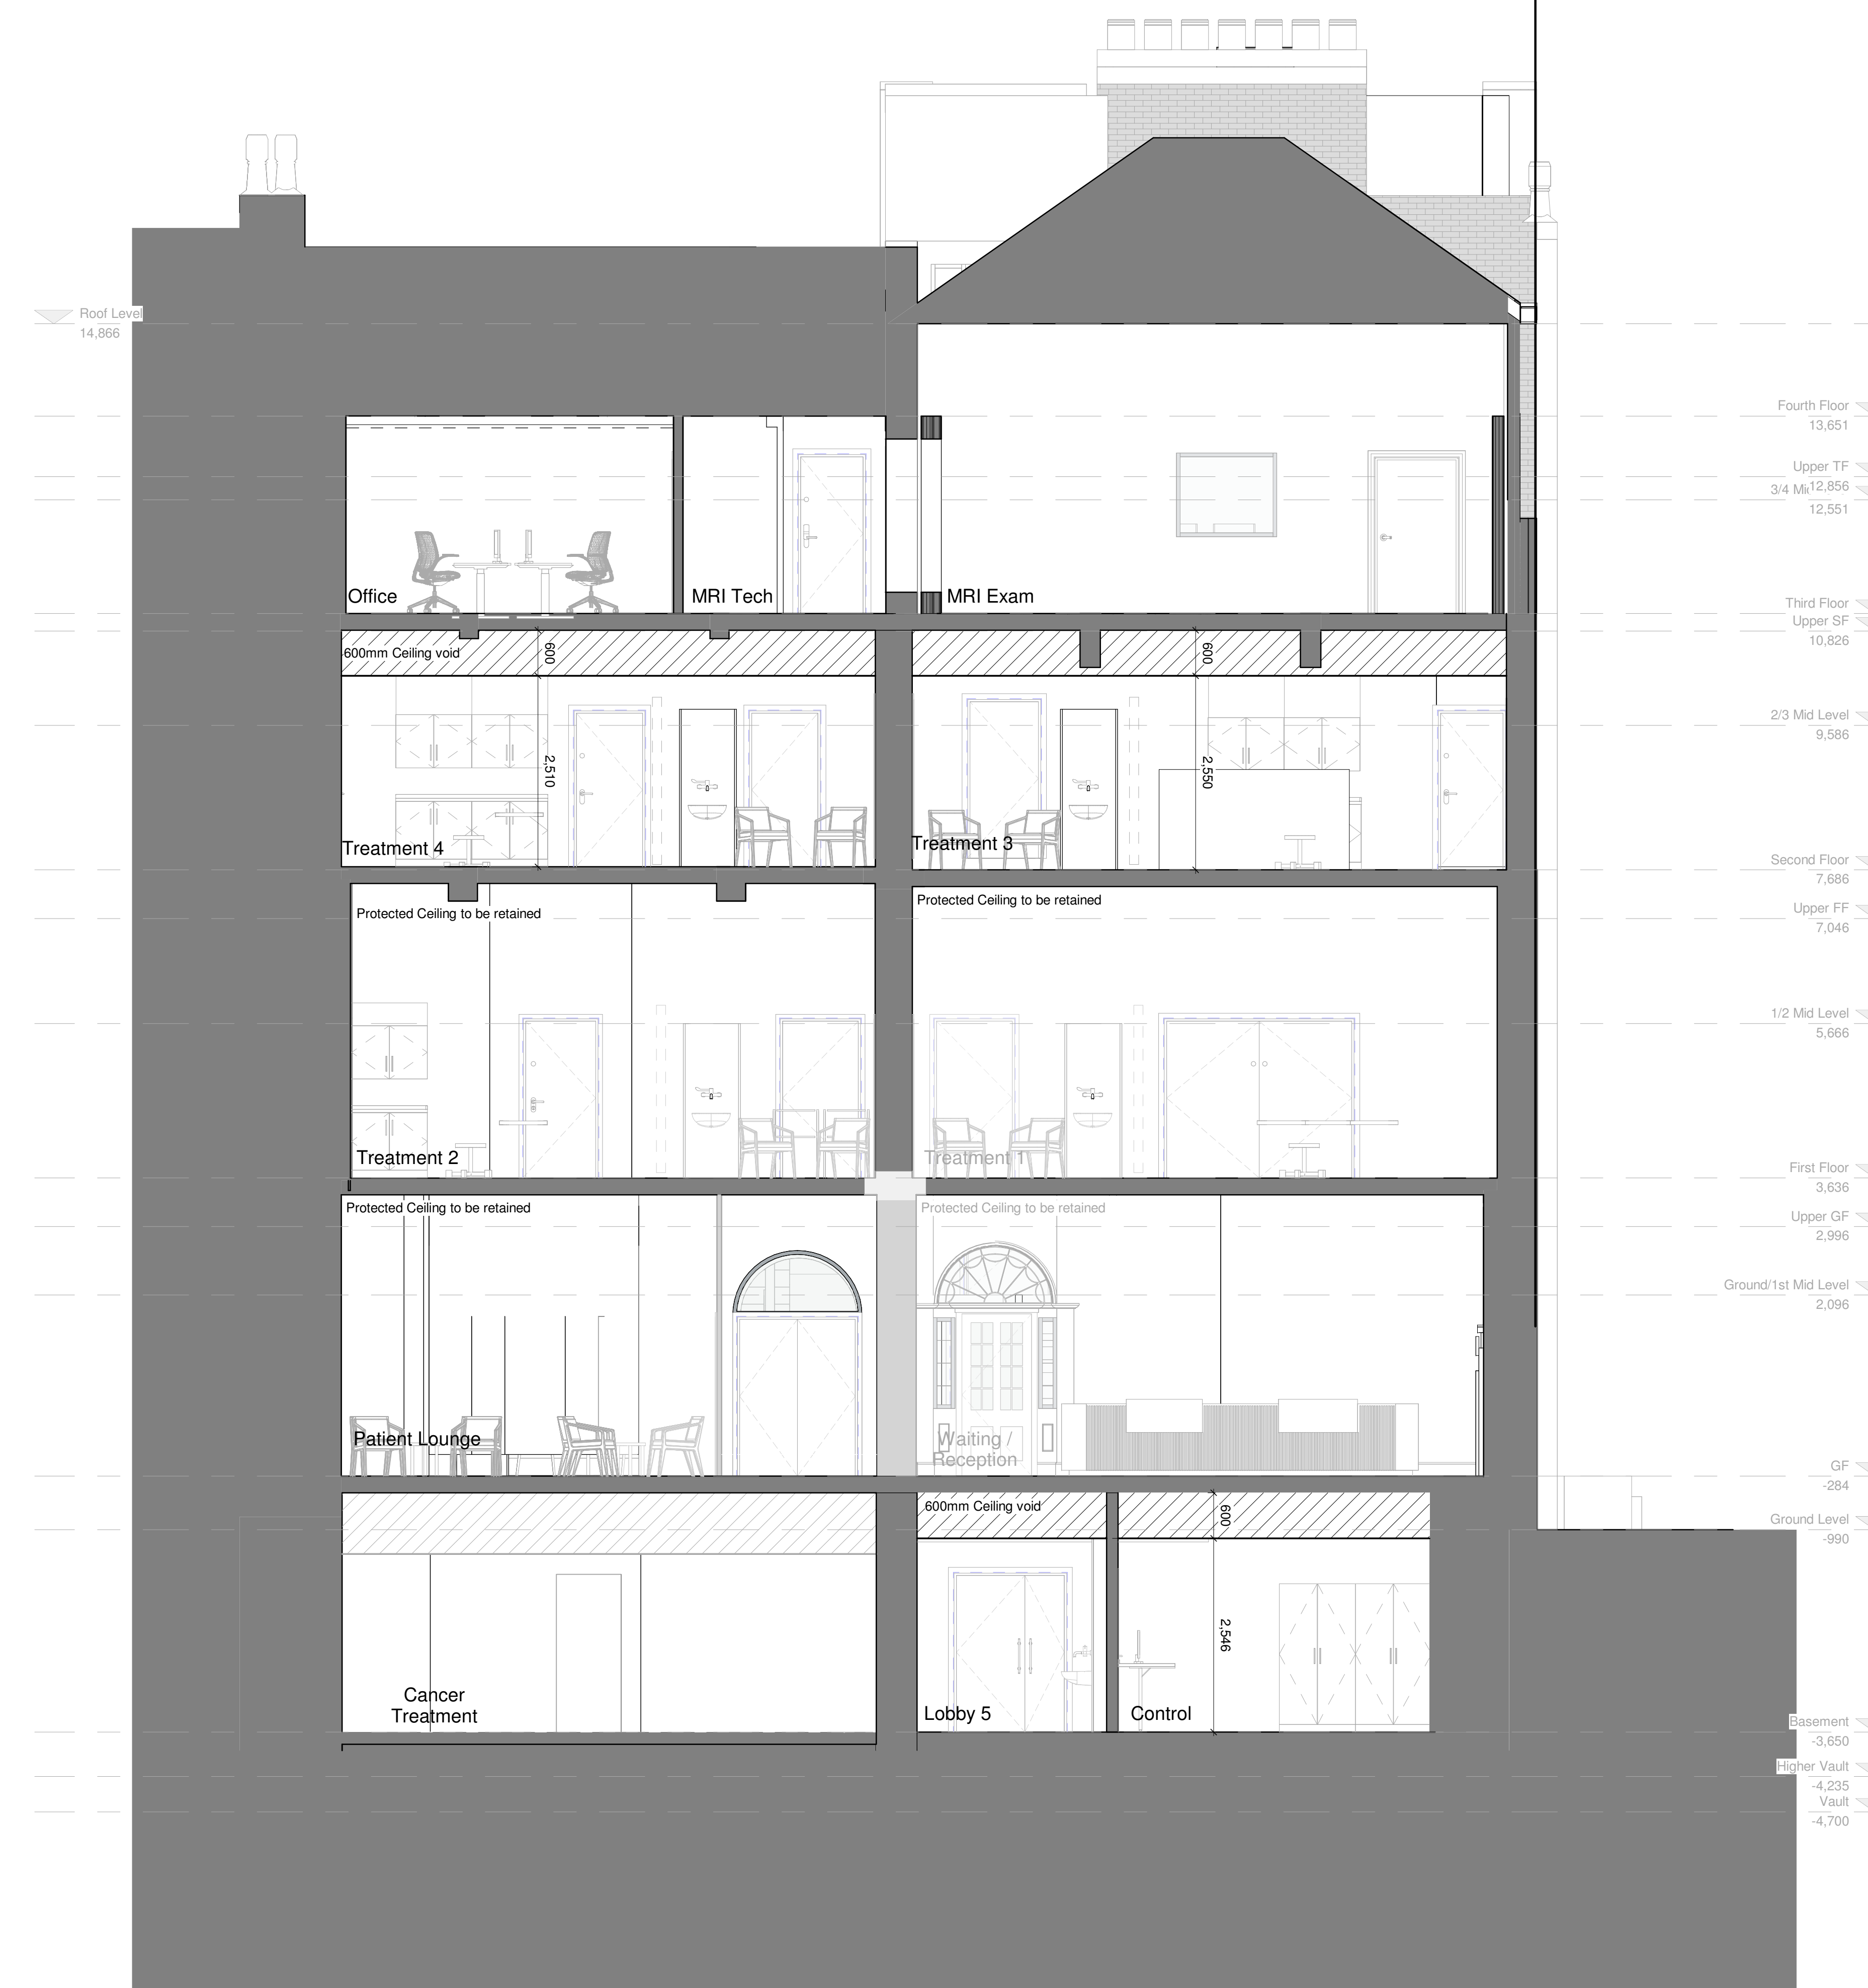 Roof Level
14,866
Fourth Floor
13,651
Upper TF
12,856
3/4 Mi
12,551
Office
MRI Tech
MRI Exam
Third Floor
Upper SF
10,826
600mm Ceiling void
600
600
2/3 Mid Level
9,586
2,510
2,550
Treatment 4
Treatment 3
Second Floor
7,686
Protected Ceiling to be retained
Protected Ceiling to be retained
Upper FF
7,046
1/2 Mid Level
5,666
Treatment 2
Treatment 1
First Floor
3,636
Protected Ceiling to be retained
Protected Ceiling to be retained
Upper GF
2,996
Ground/1st Mid Level
2,096
Patient Lounge
Waiting /
Reception
GF
-284
600mm Ceiling void
600
Ground Level
-990
2,546
Cancer
Treatment
Lobby 5
Control
Basement
-3,650
Higher Vault
-4,235
Vault
-4,700